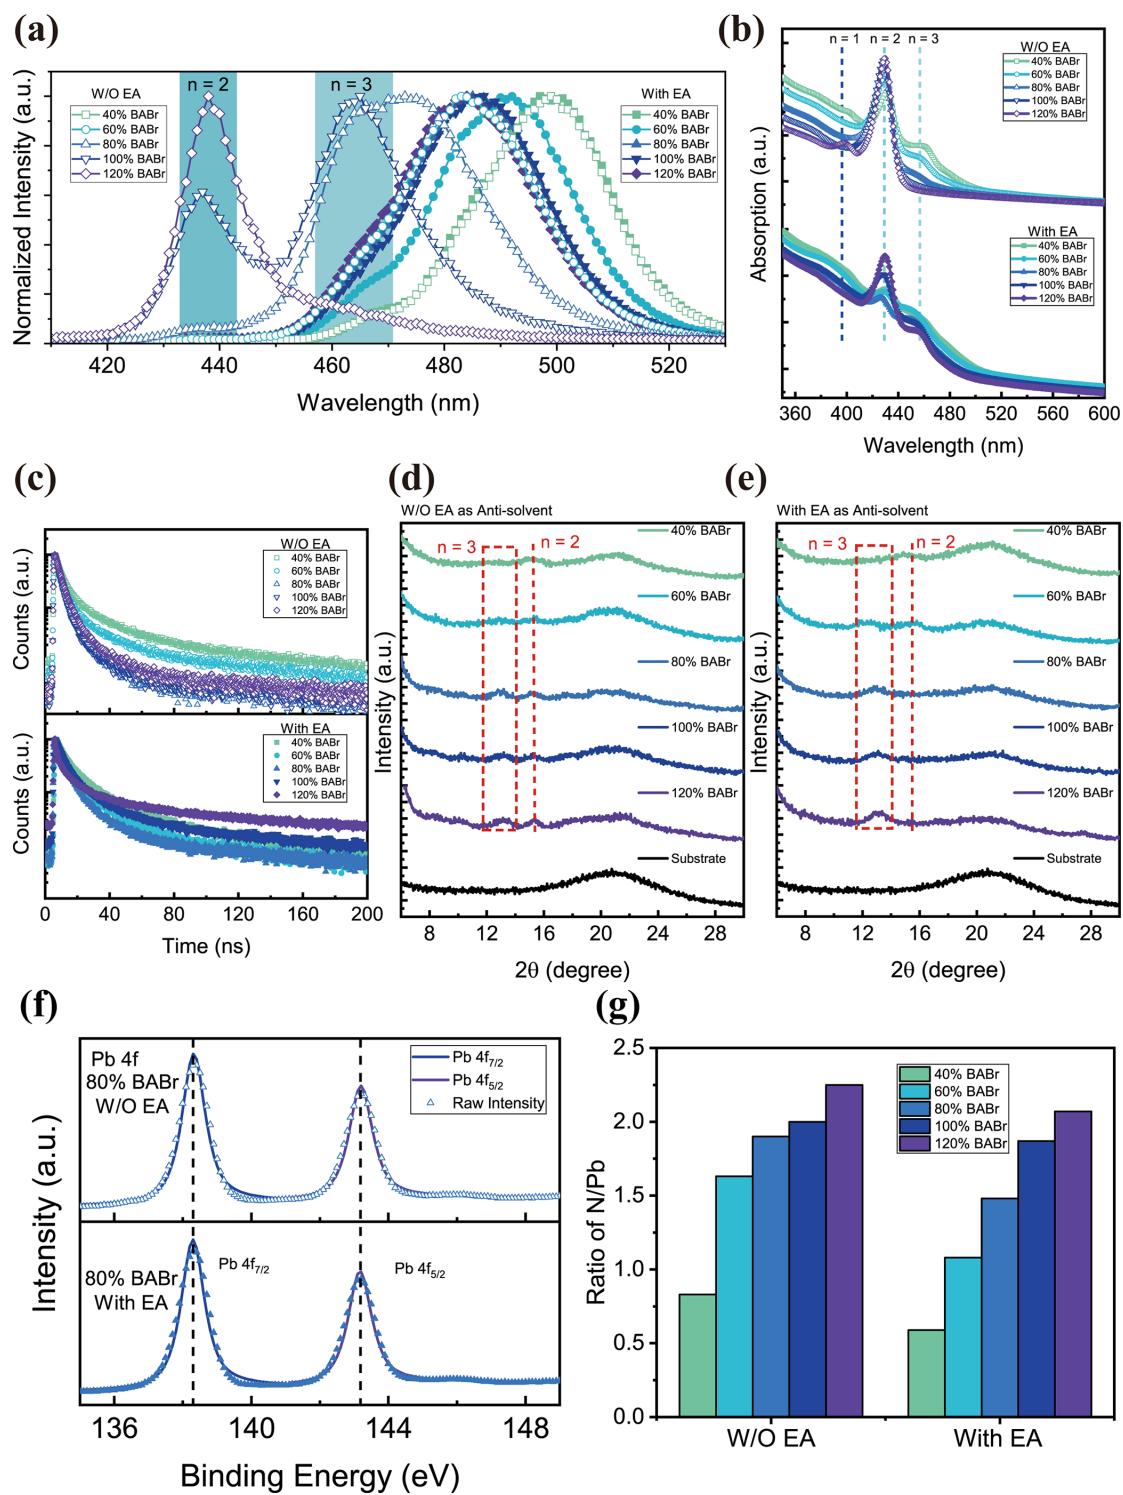 (a)
n = 2
n = 3
W/O EA
40% BABr
60% BABr
80% BABr
100% BABr
120% BABr
With EA
40% BABr
60% BABr
80% BABr
100% BABr
120% BABr
Normalized Intensity (a.u.)
420 440 460 480 500 520
Wavelength (nm)
(b)
n = 1 n = 2 n = 3
W/O EA
40% BABr
60% BABr
80% BABr
100% BABr
120% BABr
With EA
40% BABr
60% BABr
80% BABr
100% BABr
120% BABr
Absorption (a.u.)
360 400 440 480 520 560 600
Wavelength (nm)
(c)
W/O EA
40% BABr
60% BABr
80% BABr
100% BABr
120% BABr
Counts (a.u.)
With EA
40% BABr
60% BABr
80% BABr
100% BABr
120% BABr
Counts (a.u.)
0 40 80 120 160 200
Time (ns)
(d)
W/O EA as Anti-solvent
n = 3
n = 2
40% BABr
60% BABr
80% BABr
100% BABr
120% BABr
Substrate
Intensity (a.u.)
8 12 16 20 24 28
2θ (degree)
(e)
With EA as Anti-solvent
n = 3
n = 2
40% BABr
60% BABr
80% BABr
100% BABr
120% BABr
Substrate
Intensity (a.u.)
8 12 16 20 24 28
2θ (degree)
(f)
Pb 4f
80% BABr
W/O EA
Pb 4f7/2
Pb 4f5/2
Raw Intensity
80% BABr
With EA
Pb 4f7/2
Pb 4f5/2
Intensity (a.u.)
136 140 144 148
Binding Energy (eV)
(g)
2.5
2.0
1.5
1.0
0.5
0.0
Ratio of N/Pb
40% BABr
60% BABr
80% BABr
100% BABr
120% BABr
W/O EA With EA